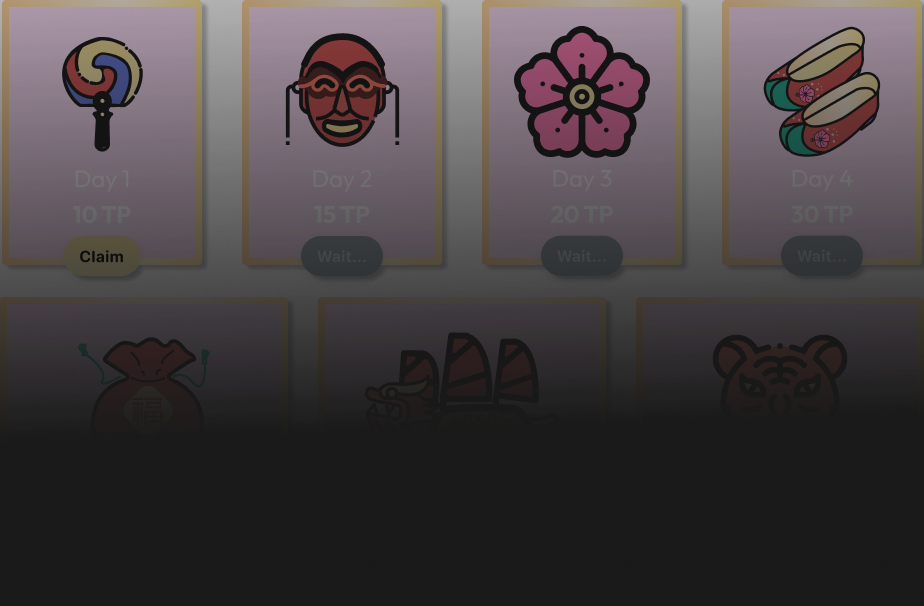 Day 1
10 TP
Claim
Day 2
15 TP
Wait...
Day 3
20 TP
Wait...
Day 4
30 TP
Wait...
福